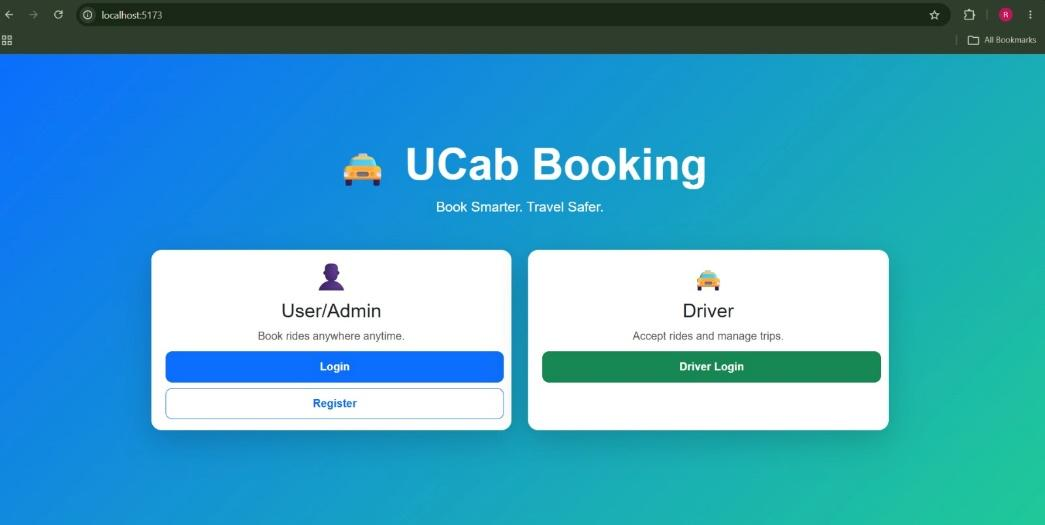 localhost:5173
R
All Bookmarks
UCab Booking
Book Smarter. Travel Safer.
User/Admin
Book rides anywhere anytime.
Login
Register
Driver
Accept rides and manage trips.
Driver Login